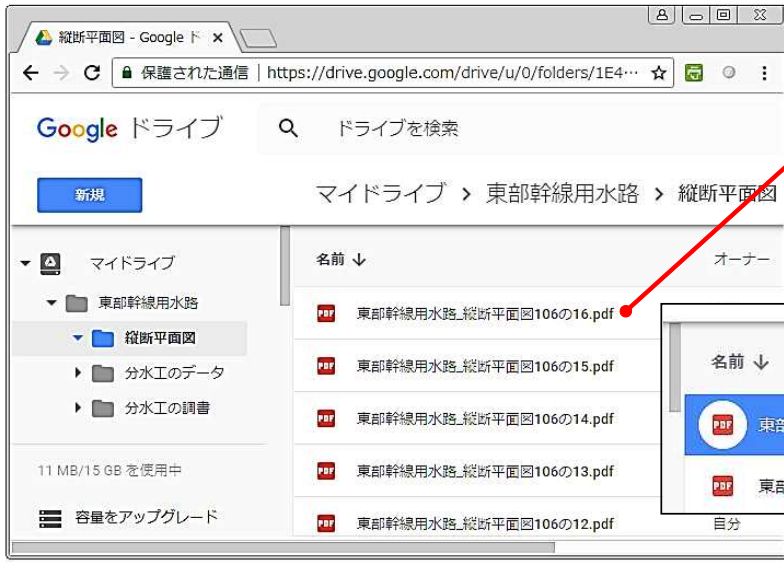 縦断平面図 - Google ド ×
保護された通信 | https://drive.google.com/drive/u/0/folders/1E4…
Google ドライブ
ドライブを検索
新規
マイドライブ > 東部幹線用水路 > 縦断平面図
マイドライブ
東部幹線用水路
縦断平面図
分水工のデータ
分水工の調書
11 MB/15 GB を使用中
容量をアップグレード
名前 ↓
オーナー
東部幹線用水路_縦断平面図106の16.pdf
東部幹線用水路_縦断平面図106の15.pdf
東部幹線用水路_縦断平面図106の14.pdf
東部幹線用水路_縦断平面図106の13.pdf
東部幹線用水路_縦断平面図106の12.pdf
自分
名前 ↓
PDF 東部
PDF 東部